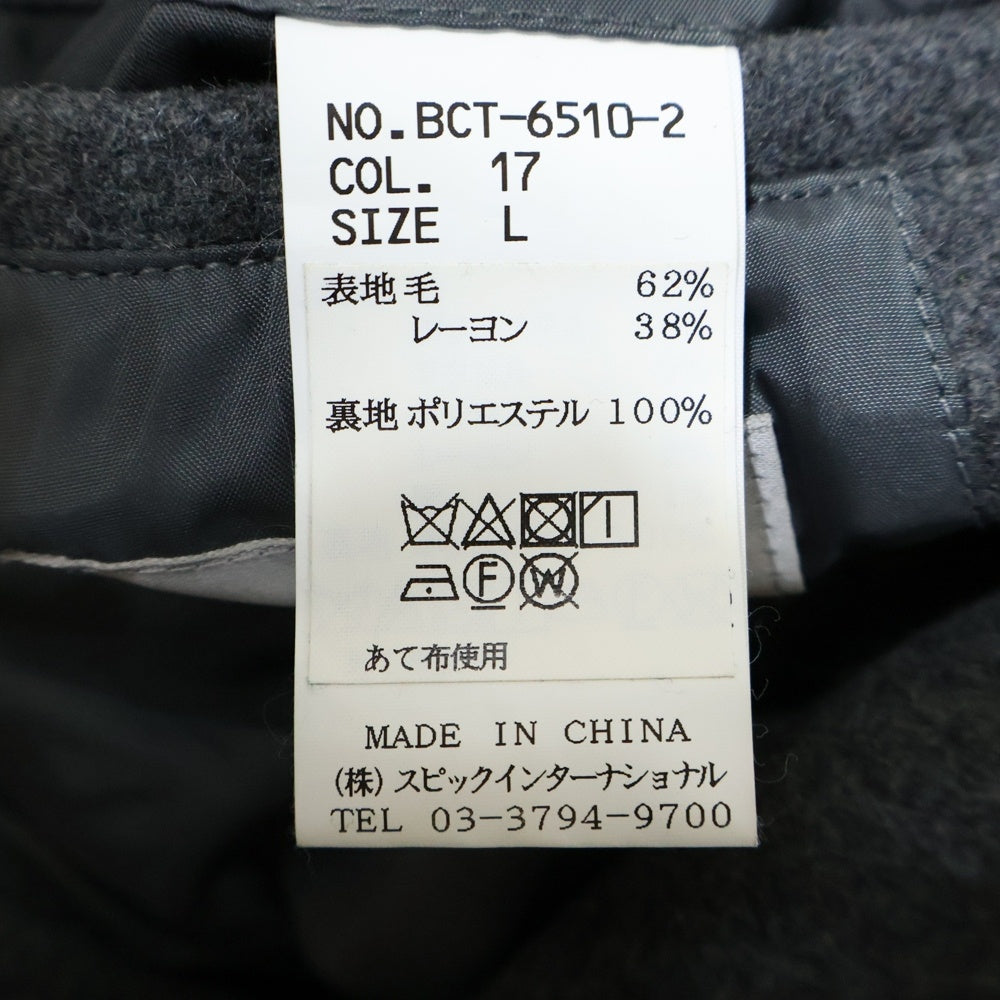 NO.BCT-6510-2
COL. 17
SIZE L
表地 毛 62%
レーヨン 38%
裏地 ポリエステル 100%
F W
あて布使用
MADE IN CHINA
(株)スピックインターナショナル
TEL 03-3794-9700